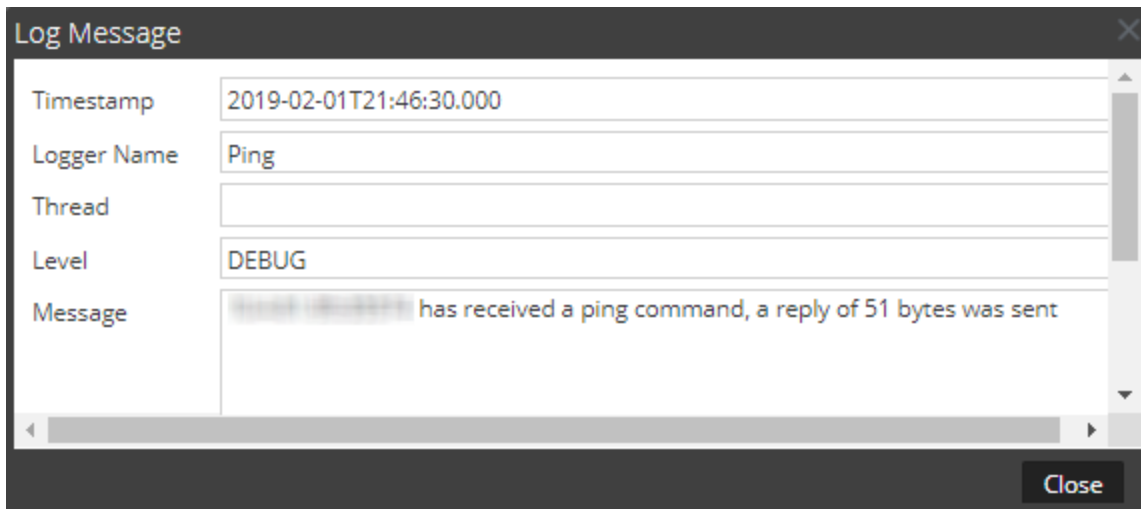 Log Message
Timestamp 2019-02-01T21:46:30.000
Logger Name Ping
Thread
Level DEBUG
Message has received a ping command, a reply of 51 bytes was sent
Close